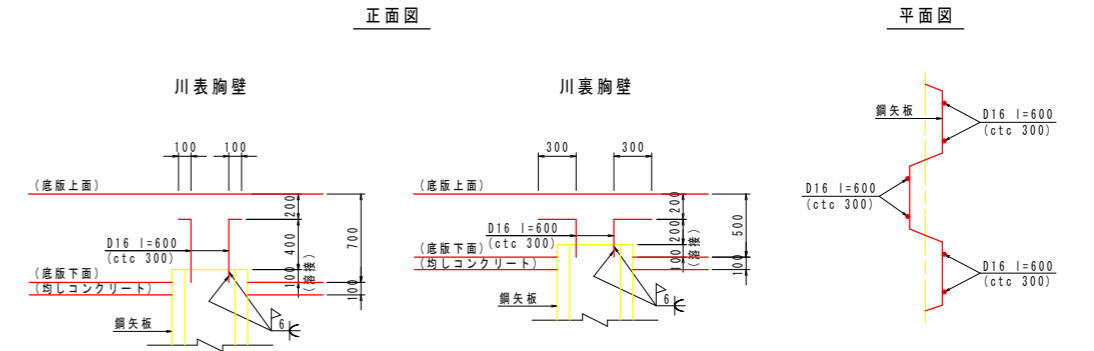 正面図
平面図
川表胸壁
川裏胸壁
100
100
(底版上面)
200
400
700
D16 l=600
(ctc 300)
(底版下面)
100
(溶接)
(均しコンクリート)
100
鋼矢板
6
300
300
(底版上面)
200
200
500
D16 l=600
(ctc 300)
(底版下面)
100
(溶接)
(均しコンクリート)
100
鋼矢板
6
鋼矢板
D16 l=600
(ctc 300)
D16 l=600
(ctc 300)
D16 l=600
(ctc 300)